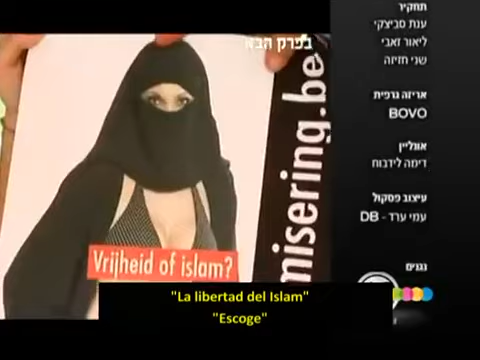 בפרק הבא
misering.be
Vrijheid of islam?
"La libertad del Islam"
"Escoge"
תחקיר
ענת סביצקי
ליאור זאבי
שני חזיזה
אריזה גרפית
BOVO
אונליין
דימה לידבוח
עיצוב פסקול
עמי ערד - DB
נגנים